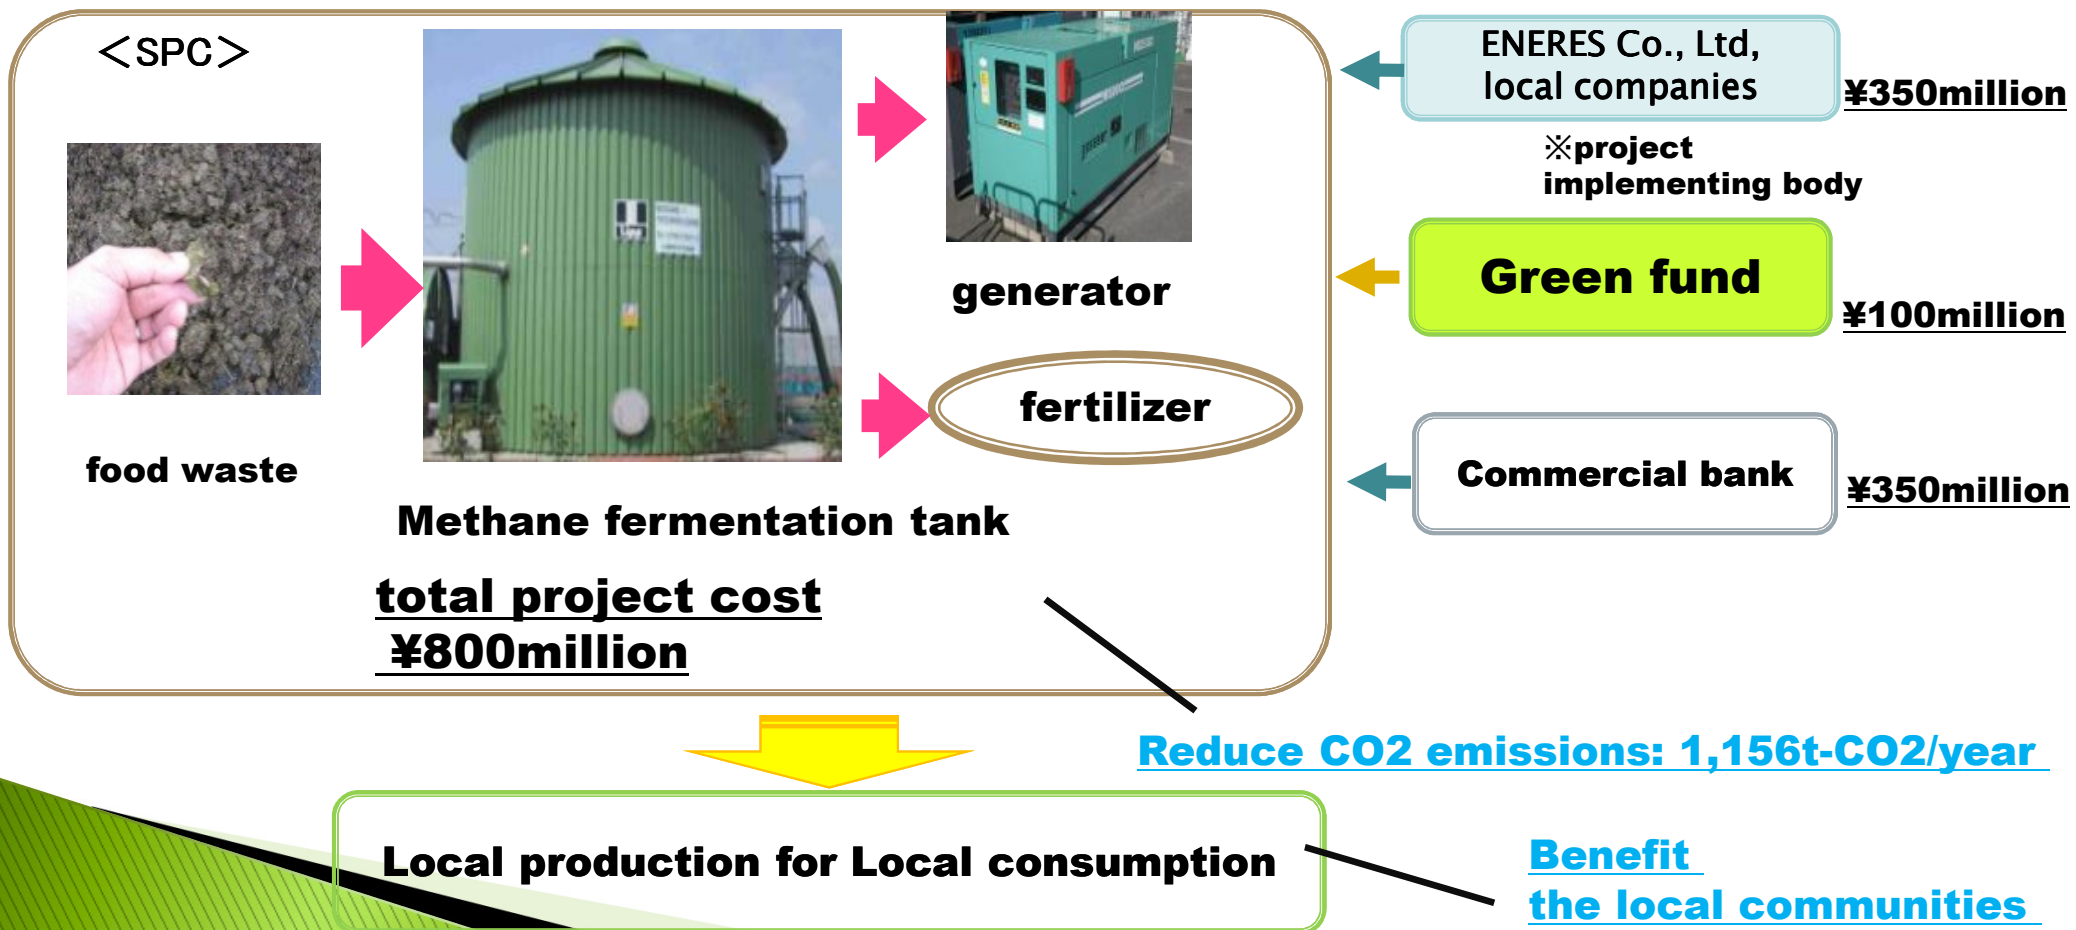 <SPC>
food waste
Methane fermentation tank
generator
fertilizer
total project cost
¥800million
ENERES Co., Ltd,
local companies
¥350million
※project
implementing body
Green fund
¥100million
Commercial bank
¥350million
Reduce CO2 emissions: 1,156t-CO2/year
Local production for Local consumption
Benefit
the local communities